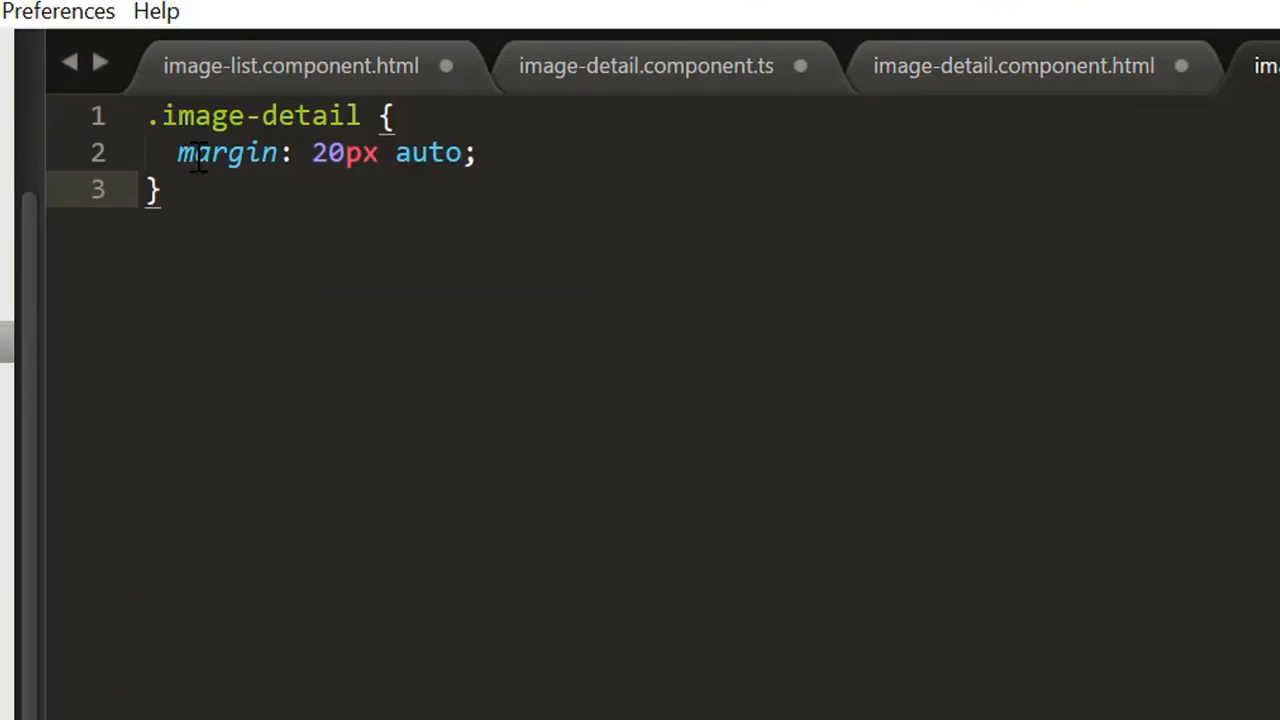 Preferences Help
image-list.component.html image-detail.component.ts image-detail.component.html
1 .image-detail {
2 margin: 20px auto;
3 }